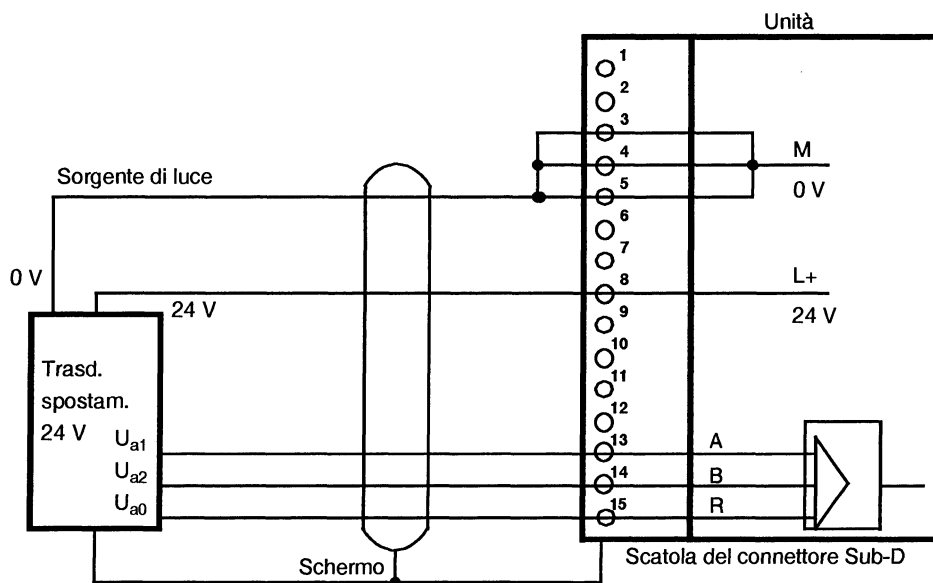 Unità
1
2
3
4
5
6
7
8
9
10
11
12
13
14
15
M
0 V
Sorgente di luce
0 V
24 V
L+
24 V
Trasd.
spostam.
24 V
Ua1
Ua2
Ua0
A
B
R
Schermo
Scatola del connettore Sub-D